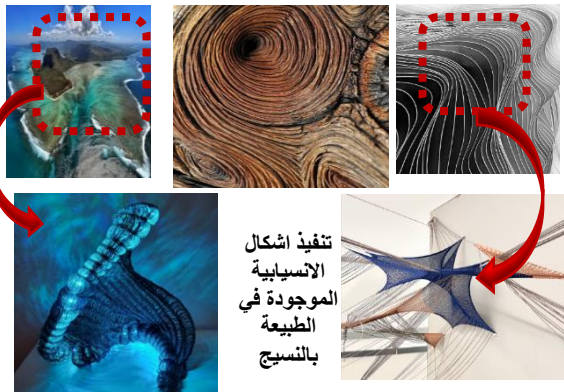 تنفيذ اشكال
الانسيابية
الموجودة في
الطبيعة
بالنسيج